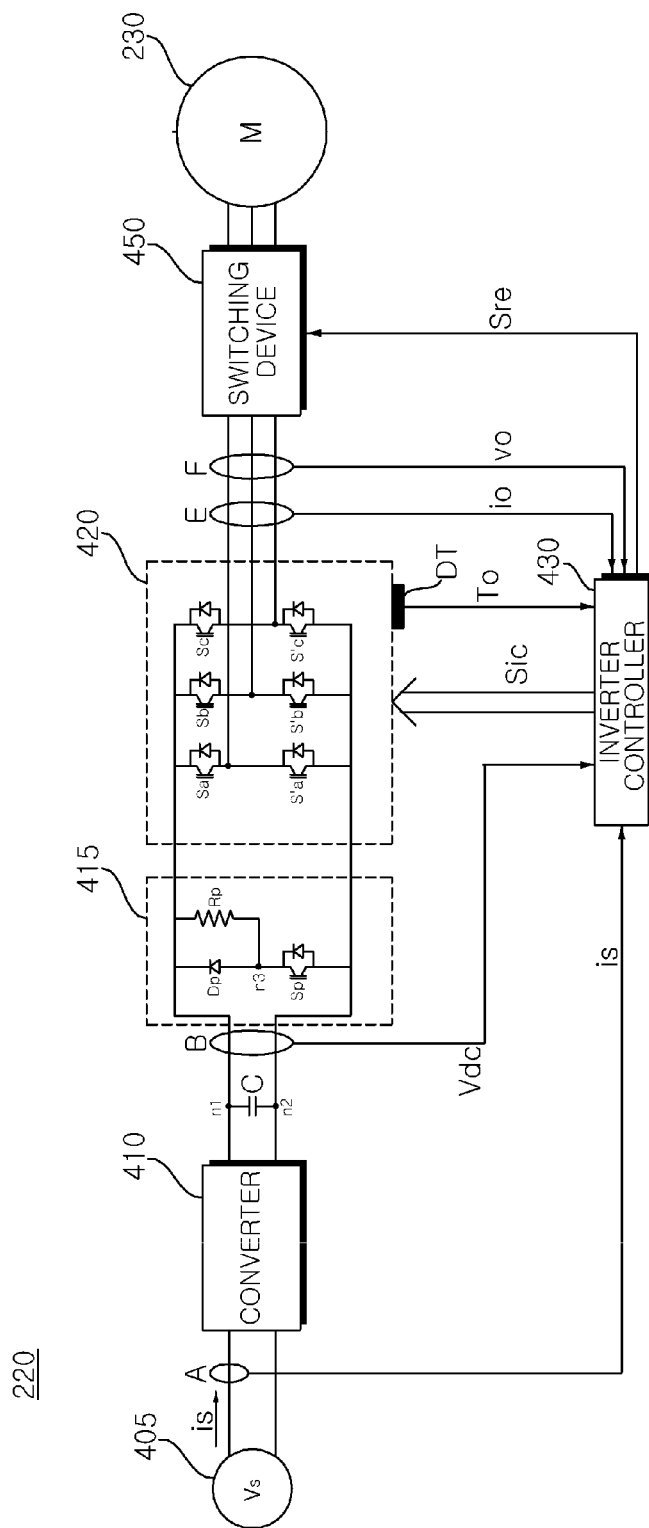 220
405
Vs
is
A
410
CONVERTER
n1
C
n2
B
Vdc
415
Dp
Rp
r3
Sp
420
Sa
Sb
Sc
S'a
S'b
S'c
E
F
DT
To
Sic
io
vo
is
430
INVERTER
CONTROLLER
450
SWITCHING
DEVICE
Sre
230
M